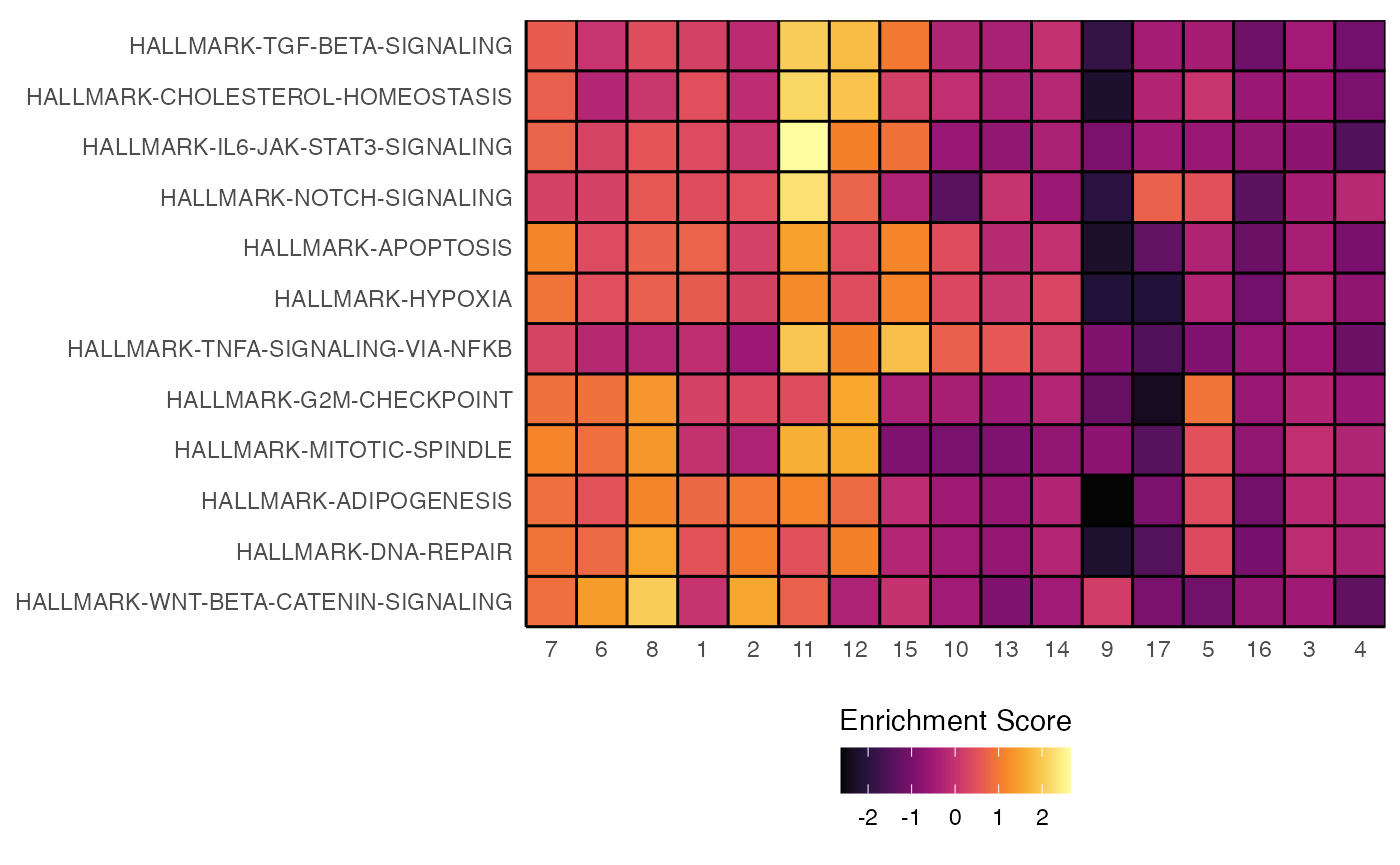 HALLMARK-TGF-BETA-SIGNALING
HALLMARK-CHOLESTEROL-HOMEOSTASIS
HALLMARK-IL6-JAK-STAT3-SIGNALING
HALLMARK-NOTCH-SIGNALING
HALLMARK-APOPTOSIS
HALLMARK-HYPOXIA
HALLMARK-TNFA-SIGNALING-VIA-NFKB
HALLMARK-G2M-CHECKPOINT
HALLMARK-MITOTIC-SPINDLE
HALLMARK-ADIPOGENESIS
HALLMARK-DNA-REPAIR
HALLMARK-WNT-BETA-CATENIN-SIGNALING
7 6 8 1 2 11 12 15 10 13 14 9 17 5 16 3 4
Enrichment Score
-2 -1 0 1 2